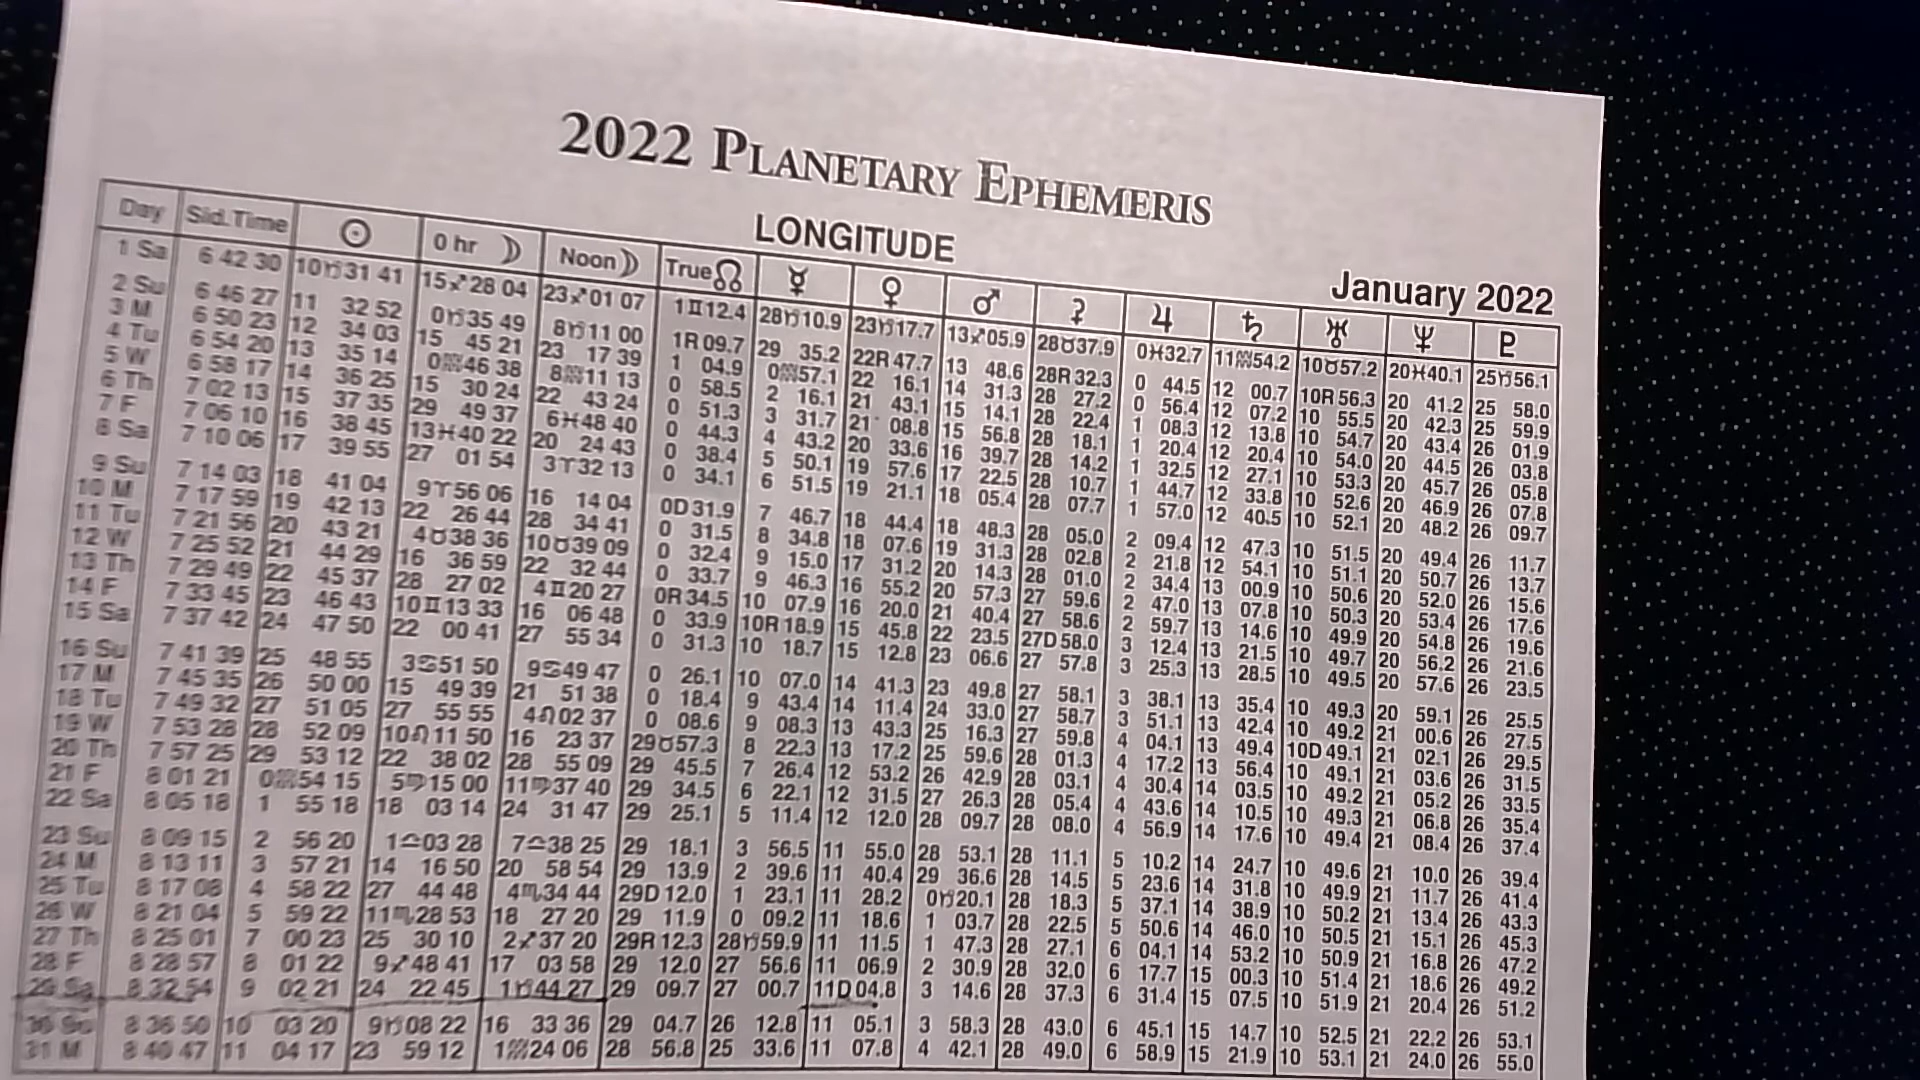 2022 PLANETARY EPHEMERIS
LONGITUDE
January 2022
Day Sid.Time ☉ 0 hr ☽ Noon ☽ True ☊ ☿ ♀ ♂ ⚳ ♃ ♄ ♅ ♆ ♇
1 Sa 6 42 30 10♑31 41 15♐28 04 23♐01 07 1♊12.4 28♑10.9 23♑17.7 13♐05.9 28♉37.9 0♓32.7 11♒54.2 10♉57.2 20♓40.1 25♑56.1
2 Su 6 46 27 11 32 52 0♑35 49 8♑11 00 1R 09.7 29 35.2 22R 47.7 13 48.6 28R 32.3 0 44.5 12 00.7 10R 56.3 20 41.2 25 58.0
3 M 6 50 23 12 34 03 15 45 21 23 17 39 1 04.9 0♒57.1 22 16.1 14 31.3 28 27.2 0 56.4 12 07.2 10 55.5 20 42.3 25 59.9
4 Tu 6 54 20 13 35 14 0♒46 38 8♒11 13 0 58.5 2 16.1 21 43.1 15 14.1 28 22.4 1 08.3 12 13.8 10 54.7 20 43.4 26 01.9
5 W 6 58 17 14 36 25 15 30 24 22 43 24 0 51.3 3 31.7 21 08.8 15 56.8 28 18.1 1 20.4 12 20.4 10 54.0 20 44.5 26 03.8
6 Th 7 02 13 15 37 35 29 49 37 6♓48 40 0 44.3 4 43.2 20 33.6 16 39.7 28 14.2 1 32.5 12 27.1 10 53.3 20 45.7 26 05.8
7 F 7 06 10 16 38 45 13♓40 22 20 24 43 0 38.4 5 50.1 19 57.6 17 22.5 28 10.7 1 44.7 12 33.8 10 52.6 20 46.9 26 07.8
8 Sa 7 10 06 17 39 55 27 01 54 3♈32 13 0 34.1 6 51.5 19 21.1 18 05.4 28 07.7 1 57.0 12 40.5 10 52.1 20 48.2 26 09.7
9 Su 7 14 03 18 41 04 9♈56 06 16 14 04 0D 31.9 7 46.7 18 44.4 18 48.3 28 05.0 2 09.4 12 47.3 10 51.5 20 49.4 26 11.7
10 M 7 17 59 19 42 13 22 26 44 28 34 41 0 31.5 8 34.8 18 07.6 19 31.3 28 02.8 2 21.8 12 54.1 10 51.1 20 50.7 26 13.7
11 Tu 7 21 56 20 43 21 4♉38 36 10♉39 09 0 32.4 9 15.0 17 31.2 20 14.3 28 01.0 2 34.4 13 00.9 10 50.6 20 52.0 26 15.6
12 W 7 25 52 21 44 29 16 36 59 22 32 44 0 33.7 9 46.3 16 55.2 20 57.3 27 59.6 2 47.0 13 07.8 10 50.3 20 53.4 26 17.6
13 Th 7 29 49 22 45 37 28 27 02 4♊20 27 0R 34.5 10 07.9 16 20.0 21 40.4 27 58.6 2 59.7 13 14.6 10 49.9 20 54.8 26 19.6
14 F 7 33 45 23 46 43 10♊13 33 16 06 48 0 33.9 10R 18.9 15 45.8 22 23.5 27D 58.0 3 12.4 13 21.5 10 49.7 20 56.2 26 21.6
15 Sa 7 37 42 24 47 50 22 00 41 27 55 34 0 31.3 10 18.7 15 12.8 23 06.6 27 57.8 3 25.3 13 28.5 10 49.5 20 57.6 26 23.5
16 Su 7 41 39 25 48 55 3♋51 50 9♋49 47 0 26.1 10 07.0 14 41.3 23 49.8 27 58.1 3 38.1 13 35.4 10 49.3 20 59.1 26 25.5
17 M 7 45 35 26 50 00 15 49 39 21 51 38 0 18.4 9 43.4 14 11.4 24 33.0 27 58.7 3 51.1 13 42.4 10 49.2 21 00.6 26 27.5
18 Tu 7 49 32 27 51 05 27 55 55 4♌02 37 0 08.6 9 08.3 13 43.3 25 16.3 27 59.8 4 04.1 13 49.4 10D 49.1 21 02.1 26 29.5
19 W 7 53 28 28 52 09 10♌11 50 16 23 37 29♉57.3 8 22.3 13 17.2 25 59.6 28 01.3 4 17.2 13 56.4 10 49.1 21 03.6 26 31.5
20 Th 7 57 25 29 53 12 22 38 02 28 55 09 29 45.5 7 26.4 12 53.2 26 42.9 28 03.1 4 30.4 14 03.5 10 49.2 21 05.2 26 33.5
21 F 8 01 21 0♒54 15 5♍15 00 11♍37 40 29 34.5 6 22.1 12 31.5 27 26.3 28 05.4 4 43.6 14 10.5 10 49.3 21 06.8 26 35.4
22 Sa 8 05 18 1 55 18 18 03 14 24 31 47 29 25.1 5 11.4 12 12.0 28 09.7 28 08.0 4 56.9 14 17.6 10 49.4 21 08.4 26 37.4
23 Su 8 09 15 2 56 20 1♎03 28 7♎38 25 29 18.1 3 56.5 11 55.0 28 53.1 28 11.1 5 10.2 14 24.7 10 49.6 21 10.0 26 39.4
24 M 8 13 11 3 57 21 14 16 50 20 58 54 29 13.9 2 39.6 11 40.4 29 36.6 28 14.5 5 23.6 14 31.8 10 49.9 21 11.7 26 41.4
25 Tu 8 17 08 4 58 22 27 44 48 4♏34 44 29D 12.0 1 23.1 11 28.2 0♑20.1 28 18.3 5 37.1 14 38.9 10 50.2 21 13.4 26 43.3
26 W 8 21 04 5 59 22 11♏28 53 18 27 20 29 11.9 0 09.2 11 18.6 1 03.7 28 22.5 5 50.6 14 46.0 10 50.5 21 15.1 26 45.3
27 Th 8 25 01 7 00 23 25 30 10 2♐37 20 29R 12.3 28♑59.9 11 11.5 1 47.3 28 27.1 6 04.1 14 53.2 10 50.9 21 16.8 26 47.2
28 F 8 28 57 8 01 22 9♐48 41 17 03 58 29 12.0 27 56.6 11 06.9 2 30.9 28 32.0 6 17.7 15 00.3 10 51.4 21 18.6 26 49.2
29 Sa 8 32 54 9 02 21 24 22 45 1♑44 27 29 09.7 27 00.7 11D 04.8 3 14.6 28 37.3 6 31.4 15 07.5 10 51.9 21 20.4 26 51.2
30 Su 8 36 50 10 03 20 9♑08 22 16 33 36 29 04.7 26 12.8 11 05.1 3 58.3 28 43.0 6 45.1 15 14.7 10 52.5 21 22.2 26 53.1
31 M 8 40 47 11 04 17 23 59 12 1♒24 06 28 56.8 25 33.6 11 07.8 4 42.1 28 49.0 6 58.9 15 21.9 10 53.1 21 24.0 26 55.0